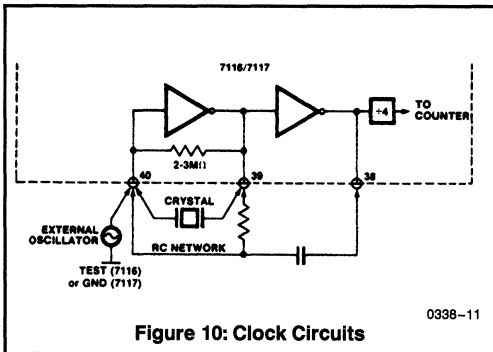 7116/7117
÷4
TO
COUNTER
2-3MΩ
40
39
38
CRYSTAL
EXTERNAL
OSCILLATOR
RC NETWORK
TEST (7116)
or GND (7117)
0338–11
Figure 10: Clock Circuits